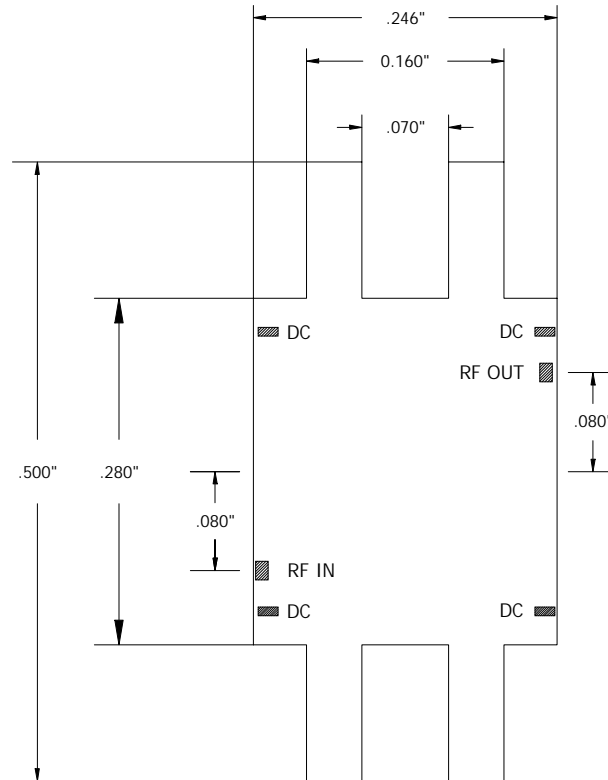 .246"
0.160"
.070"
DC DC
RF OUT
.080"
.500" .280"
.080"
RF IN
DC DC